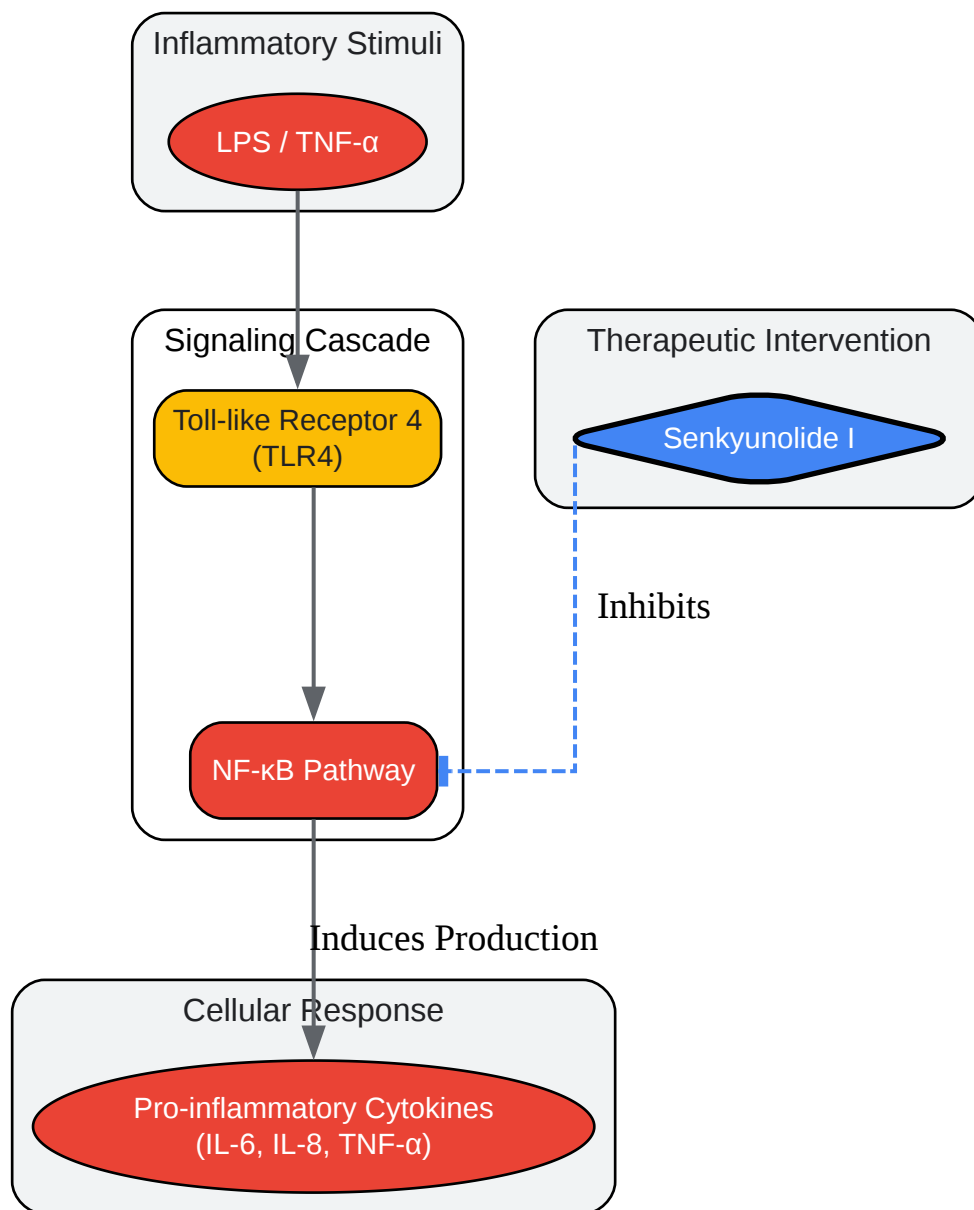 Inflammatory Stimuli
LPS / TNF-α
Signaling Cascade
Toll-like Receptor 4
(TLR4)
NF-κB Pathway
Therapeutic Intervention
Senkyunolide I
Inhibits
Induces Production
Cellular Response
Pro-inflammatory Cytokines
(IL-6, IL-8, TNF-α)